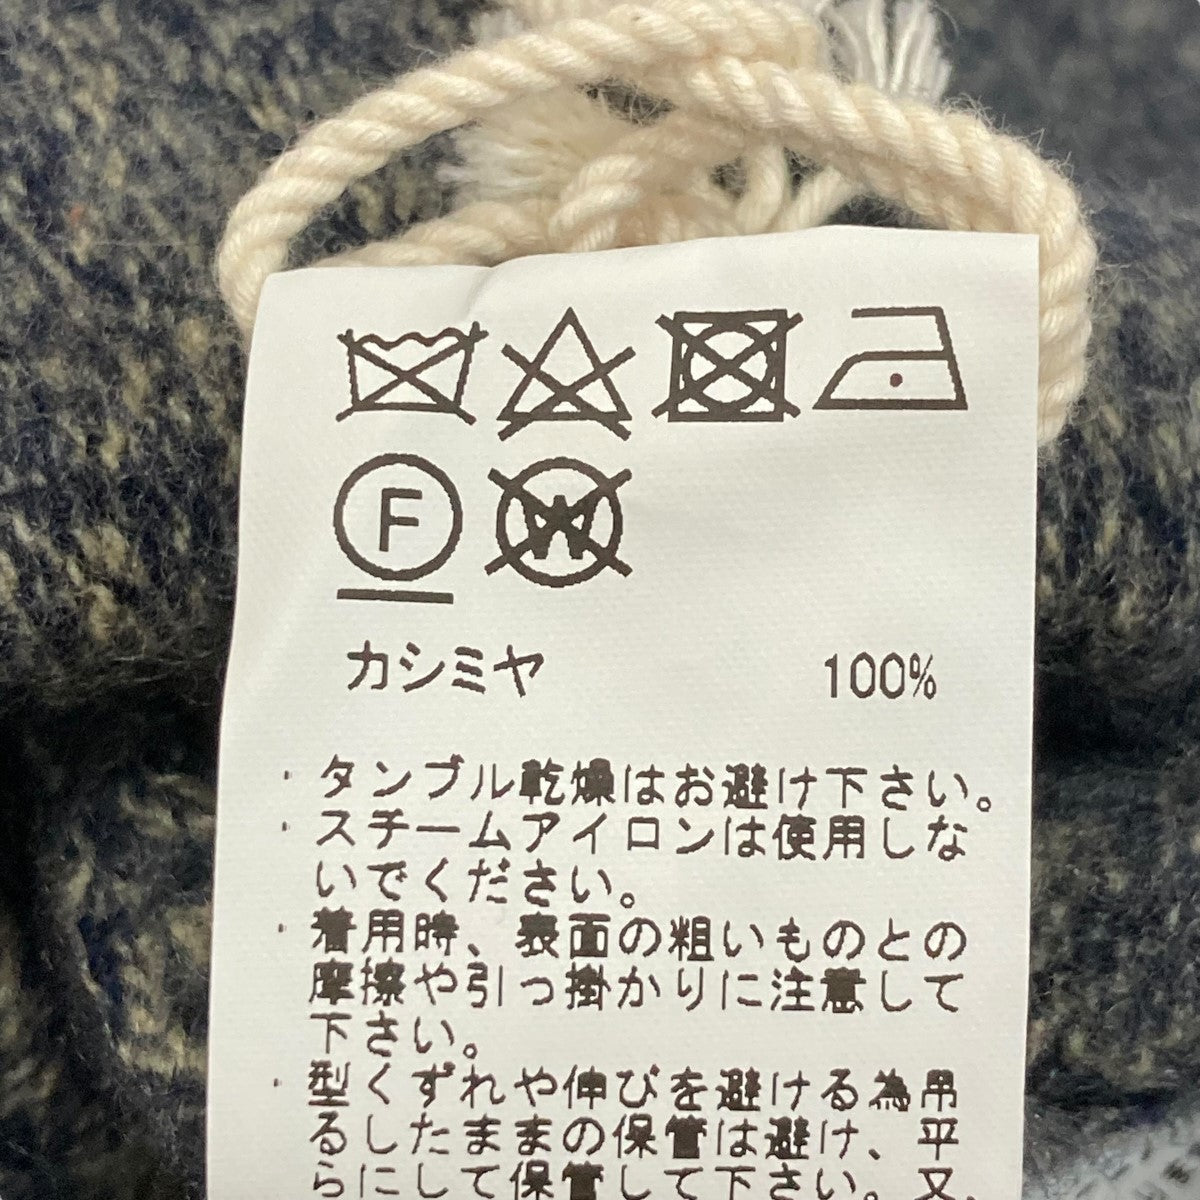 F W
カシミヤ 100%
・タンブル乾燥はお避け下さい。
・スチームアイロンは使用しな
いでください。
・着用時、表面の粗いものとの
摩擦や引っ掛かりに注意して
下さい。
・型くずれや伸びを避ける為吊
るしたままの保管は避け、平
らにして保管して下さい。又、